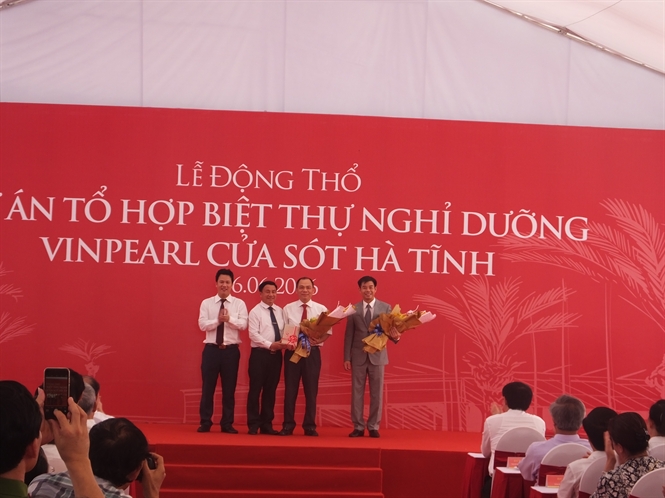 LỄ ĐỘNG THỔ
ÁN TỔ HỢP BIỆT THỰ NGHỈ DƯỠNG
VINPEARL CỬA SÓT HÀ TĨNH